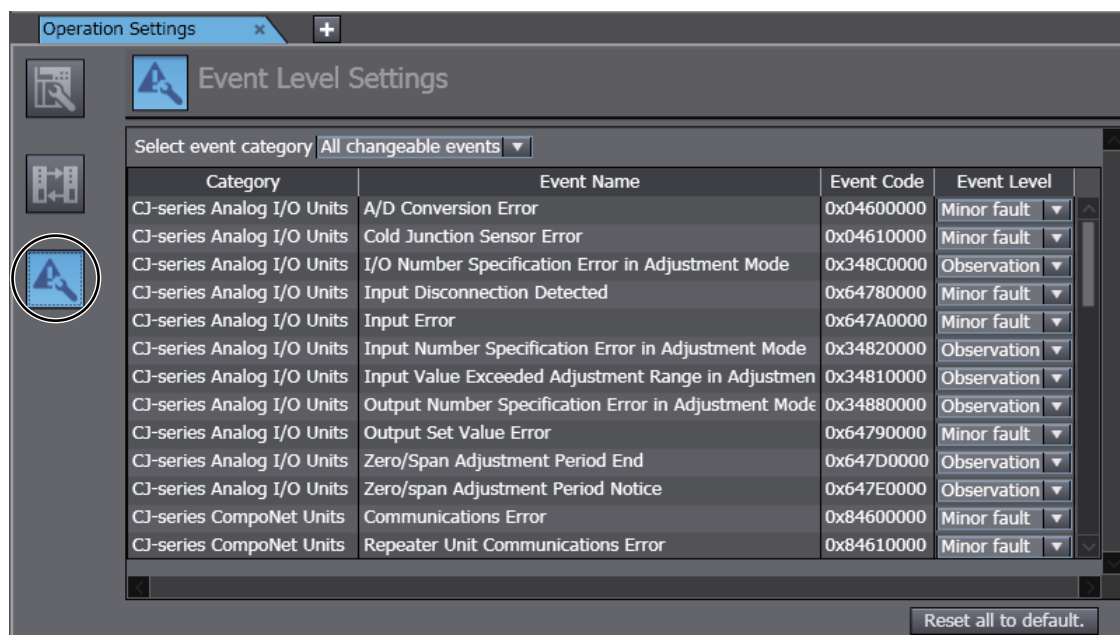 Operation Settings
Event Level Settings
Select event category All changeable events
Category Event Name Event Code Event Level
CJ-series Analog I/O Units A/D Conversion Error 0x04600000 Minor fault
CJ-series Analog I/O Units Cold Junction Sensor Error 0x04610000 Minor fault
CJ-series Analog I/O Units I/O Number Specification Error in Adjustment Mode 0x348C0000 Observation
CJ-series Analog I/O Units Input Disconnection Detected 0x64780000 Minor fault
CJ-series Analog I/O Units Input Error 0x647A0000 Minor fault
CJ-series Analog I/O Units Input Number Specification Error in Adjustment Mode 0x34820000 Observation
CJ-series Analog I/O Units Input Value Exceeded Adjustment Range in Adjustmen 0x34810000 Observation
CJ-series Analog I/O Units Output Number Specification Error in Adjustment Mode 0x34880000 Observation
CJ-series Analog I/O Units Output Set Value Error 0x64790000 Minor fault
CJ-series Analog I/O Units Zero/Span Adjustment Period End 0x647D0000 Observation
CJ-series Analog I/O Units Zero/span Adjustment Period Notice 0x647E0000 Observation
CJ-series CompoNet Units Communications Error 0x84600000 Minor fault
CJ-series CompoNet Units Repeater Unit Communications Error 0x84610000 Minor fault
Reset all to default.